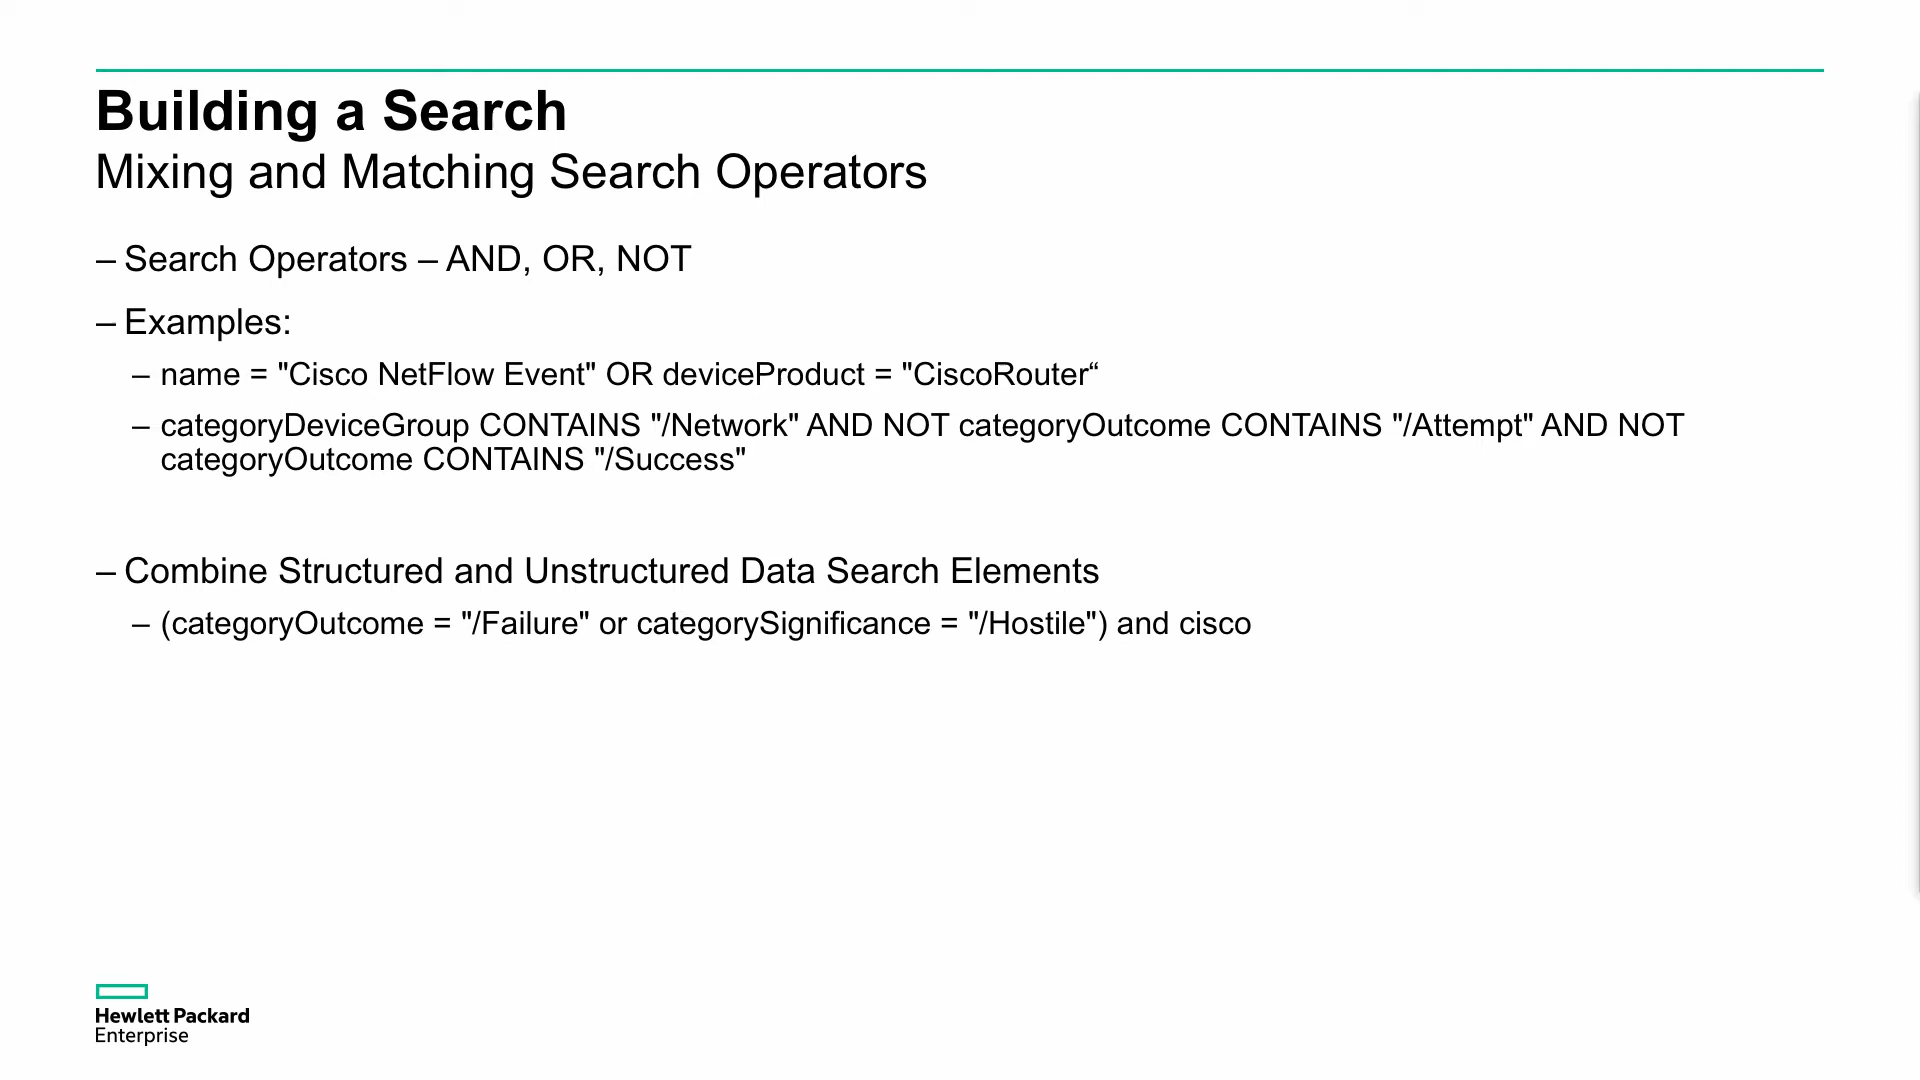 Building a Search
Mixing and Matching Search Operators
– Search Operators – AND, OR, NOT
– Examples:
– name = "Cisco NetFlow Event" OR deviceProduct = "CiscoRouter“
– categoryDeviceGroup CONTAINS "/Network" AND NOT categoryOutcome CONTAINS "/Attempt" AND NOT
categoryOutcome CONTAINS "/Success"
– Combine Structured and Unstructured Data Search Elements
– (categoryOutcome = "/Failure" or categorySignificance = "/Hostile") and cisco
Hewlett Packard
Enterprise